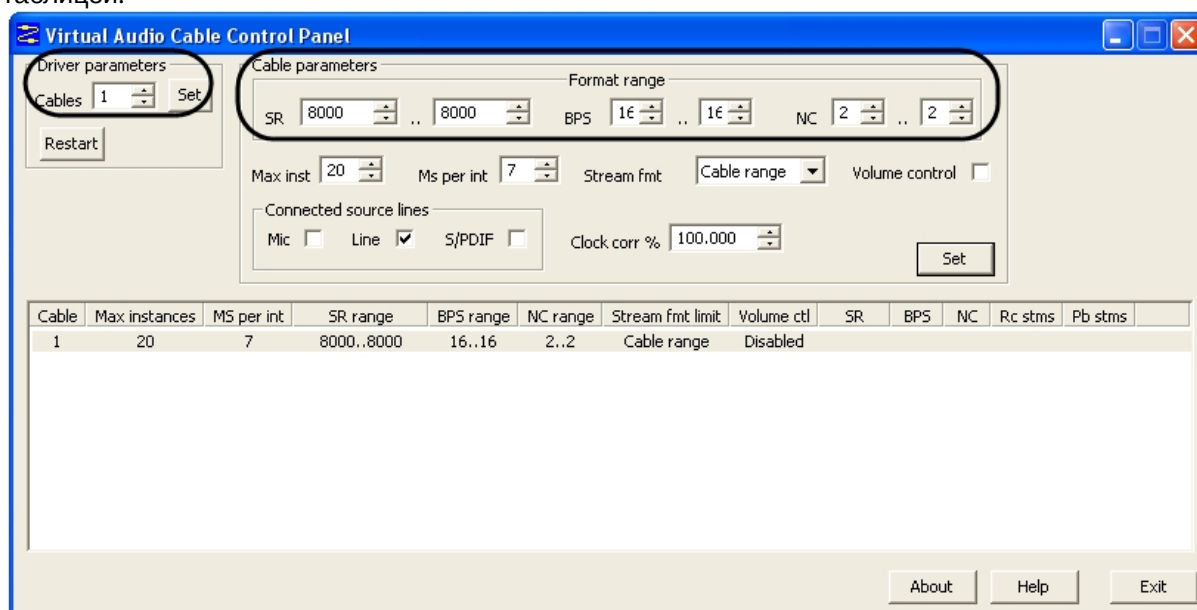 таблицей.
Virtual Audio Cable Control Panel
Driver parameters
Cables 1 Set
Restart
Cable parameters
Format range
SR 8000 .. 8000 BPS 16 .. 16 NC 2 .. 2
Max inst 20 Ms per int 7 Stream fmt Cable range Volume control
Connected source lines
Mic Line S/PDIF Clock corr % 100.000
Set
Cable Max instances MS per int SR range BPS range NC range Stream fmt limit Volume ctl SR BPS NC Rc stms Pb stms
1 20 7 8000..8000 16..16 2..2 Cable range Disabled
About Help Exit